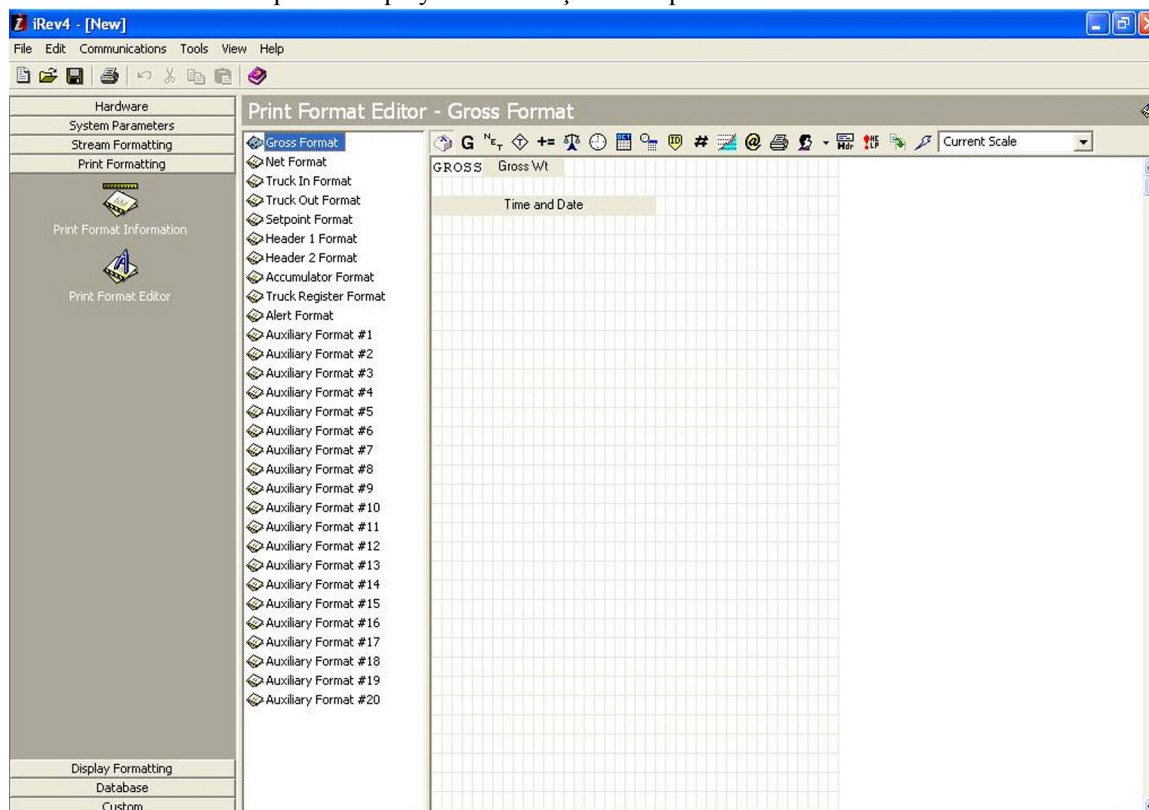 iRev4 - [New]
File Edit Communications Tools View Help
Hardware
System Parameters
Stream Formatting
Print Formatting
Print Format Information
Print Format Editor
Display Formatting
Database
Custom
Print Format Editor - Gross Format
Gross Format
Net Format
Truck In Format
Truck Out Format
Setpoint Format
Header 1 Format
Header 2 Format
Accumulator Format
Truck Register Format
Alert Format
Auxiliary Format #1
Auxiliary Format #2
Auxiliary Format #3
Auxiliary Format #4
Auxiliary Format #5
Auxiliary Format #6
Auxiliary Format #7
Auxiliary Format #8
Auxiliary Format #9
Auxiliary Format #10
Auxiliary Format #11
Auxiliary Format #12
Auxiliary Format #13
Auxiliary Format #14
Auxiliary Format #15
Auxiliary Format #16
Auxiliary Format #17
Auxiliary Format #18
Auxiliary Format #19
Auxiliary Format #20
G NET += ID # @ Hdr HELP Current Scale
GROSS Gross Wt
Time and Date